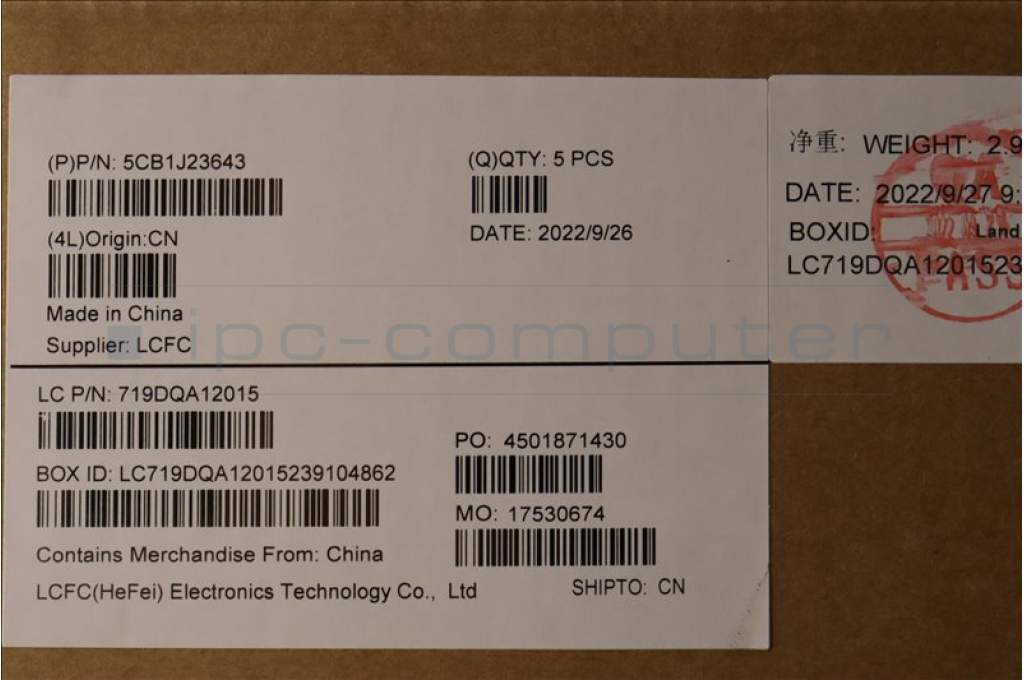 (P)P/N: 5CB1J23643
(Q)QTY: 5 PCS
(4L)Origin:CN
DATE: 2022/9/26
Made in China
Supplier: LCFC
LC P/N: 719DQA12015
PO: 4501871430
BOX ID: LC719DQA12015239104862
MO: 17530674
Contains Merchandise From: China
LCFC(HeFei) Electronics Technology Co., Ltd
SHIPTO: CN
净重: WEIGHT: 2.9
DATE: 2022/9/27 9:
BOXID:
Land
LC719DQA1201523
ipc-computer